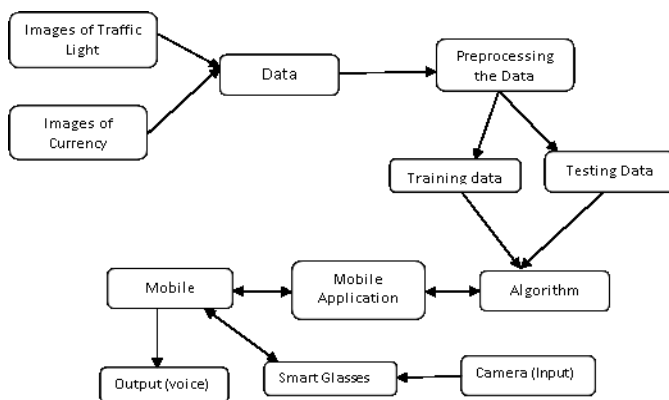 Images of Traffic
Light
Data
Preprocessing
the Data
Images of
Currency
Training data
Testing Data
Mobile
Mobile
Application
Algorithm
Output (voice)
Smart Glasses
Camera (Input)